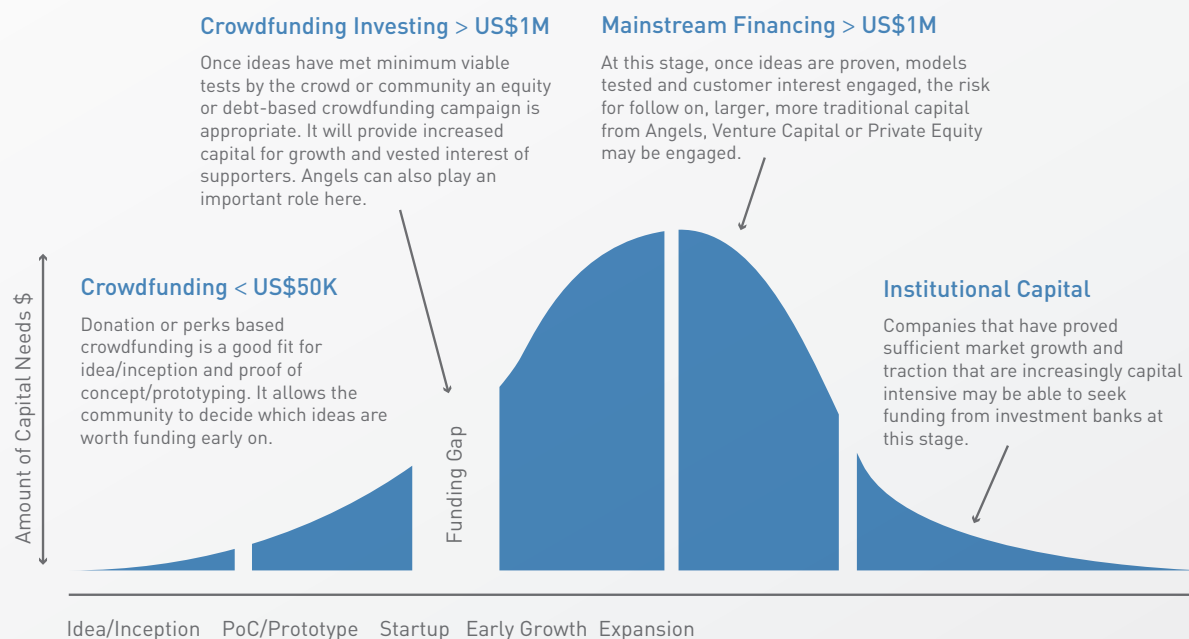 Crowdfunding Investing > US$1M
Once ideas have met minimum viable
tests by the crowd or community an equity
or debt-based crowdfunding campaign is
appropriate. It will provide increased
capital for growth and vested interest of
supporters. Angels can also play an
important role here.
Mainstream Financing > US$1M
At this stage, once ideas are proven, models
tested and customer interest engaged, the risk
for follow on, larger, more traditional capital
from Angels, Venture Capital or Private Equity
may be engaged.
Crowdfunding < US$50K
Donation or perks based
crowdfunding is a good fit for
idea/inception and proof of
concept/prototyping. It allows the
community to decide which ideas are
worth funding early on.
Institutional Capital
Companies that have proved
sufficient market growth and
traction that are increasingly capital
intensive may be able to seek
funding from investment banks at
this stage.
Amount of Capital Needs $
Funding Gap
Idea/Inception PoC/Prototype Startup Early Growth Expansion